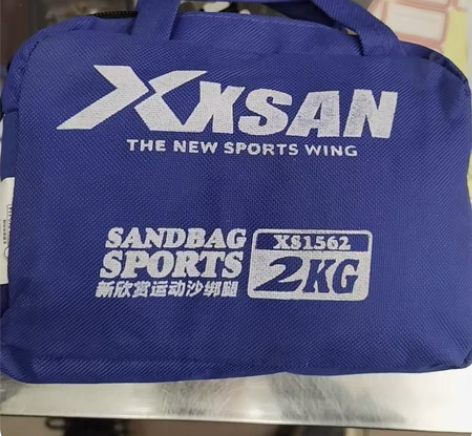 XXSAN
THE NEW SPORTS WING
SANDBAG
SPORTS
新欣赏运动沙绑腿
XS1562
2KG